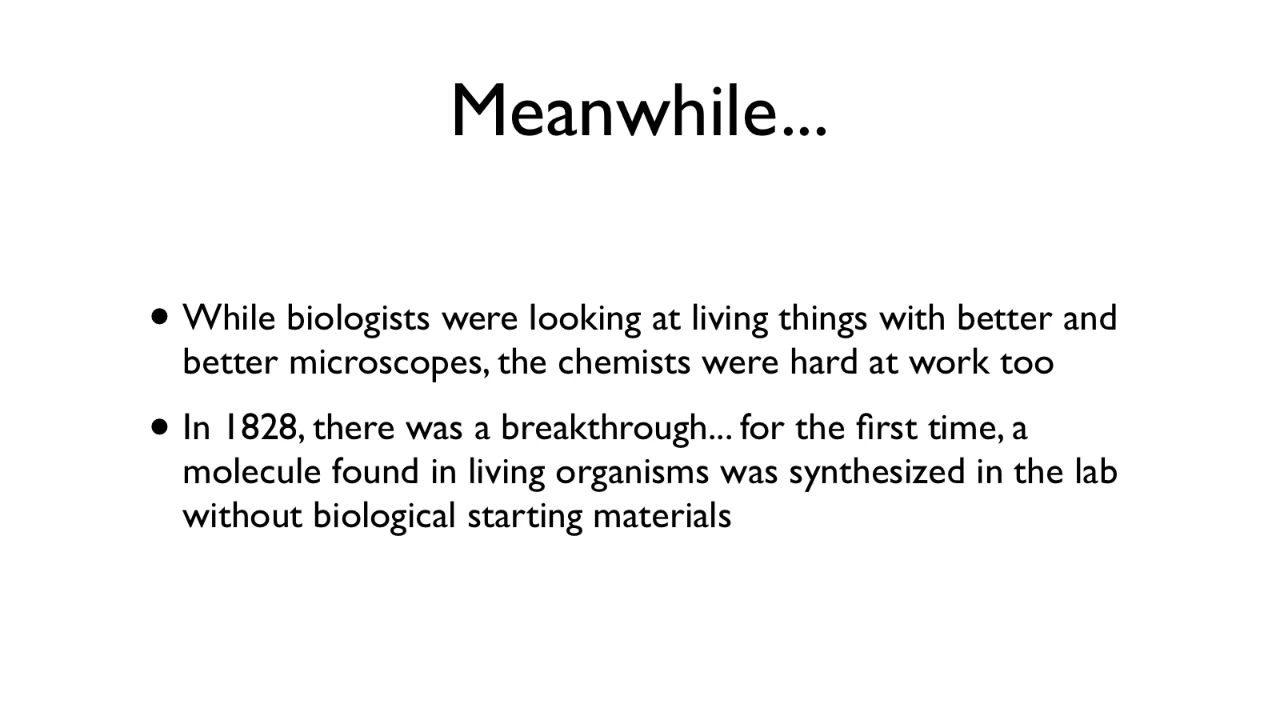 Meanwhile...
• While biologists were looking at living things with better and
better microscopes, the chemists were hard at work too
• In 1828, there was a breakthrough... for the first time, a
molecule found in living organisms was synthesized in the lab
without biological starting materials